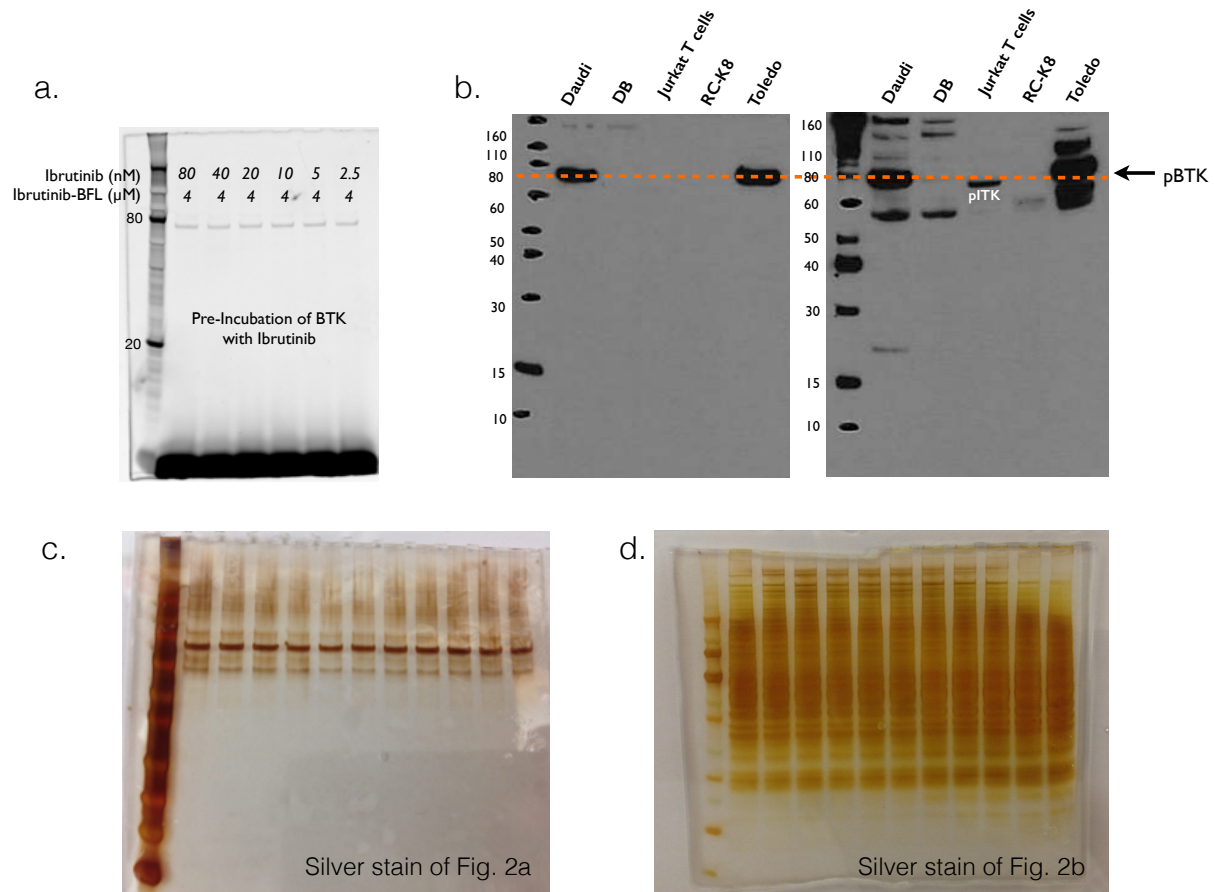 a.
Ibrutinib (nM) 80 40 20 10 5 2.5
Ibrutinib-BFL (µM) 4 4 4 4 4 4
80
20
Pre-Incubation of BTK
with Ibrutinib
b.
Daudi
DB
Jurkat T cells
RC-K8
Toledo
160
110
80
60
50
40
30
15
10
Daudi
DB
Jurkat T cells
RC-K8
Toledo
160
110
80
60
50
40
30
15
10
pITK
pBTK
c.
Silver stain of Fig. 2a
d.
Silver stain of Fig. 2b